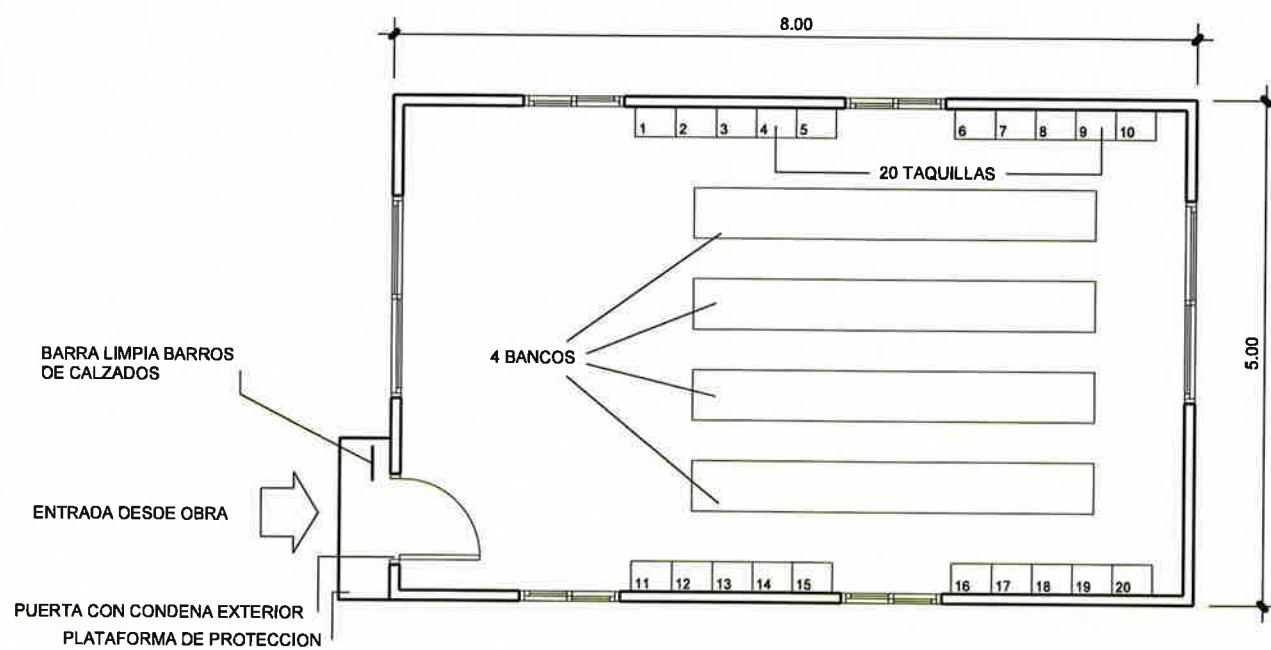 8.00
1 2 3 4 5
6 7 8 9 10
20 TAQUILLAS
BARRA LIMPIA BARROS
DE CALZADOS
4 BANCOS
5.00
ENTRADA DESDE OBRA
11 12 13 14 15
16 17 18 19 20
PUERTA CON CONDENA EXTERIOR
PLATAFORMA DE PROTECCION